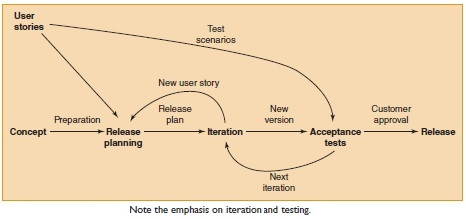 User
stories
Test
scenarios
New user story
Preparation
Release
plan
New
version
Customer
approval
Concept
Release
planning
Iteration
Acceptance
tests
Release
Next
iteration
Note the emphasis on iteration and testing.